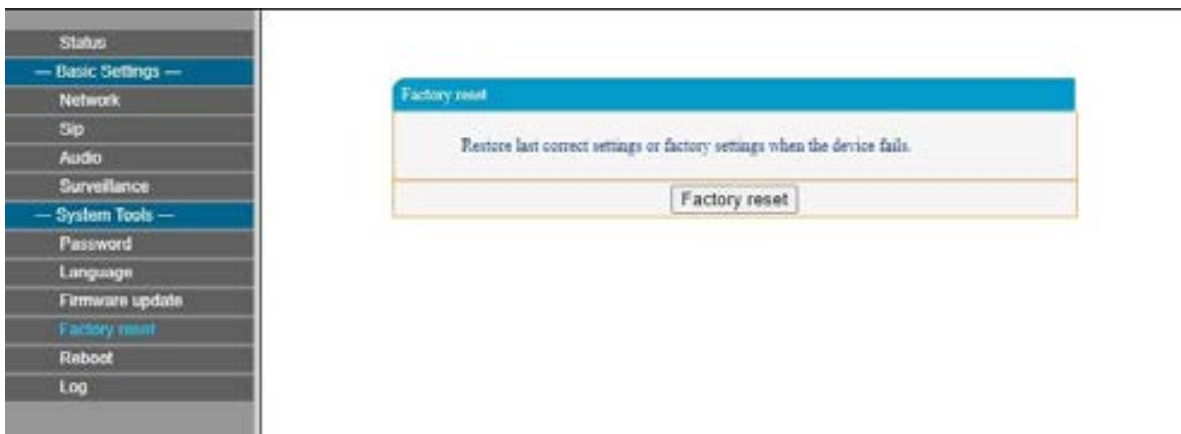 Status
— Basic Settings —
Network
Sip
Audio
Surveillance
— System Tools —
Password
Language
Firmware update
Factory reset
Reboot
Log
Factory reset
Restore last correct settings or factory settings when the device fails.
Factory reset